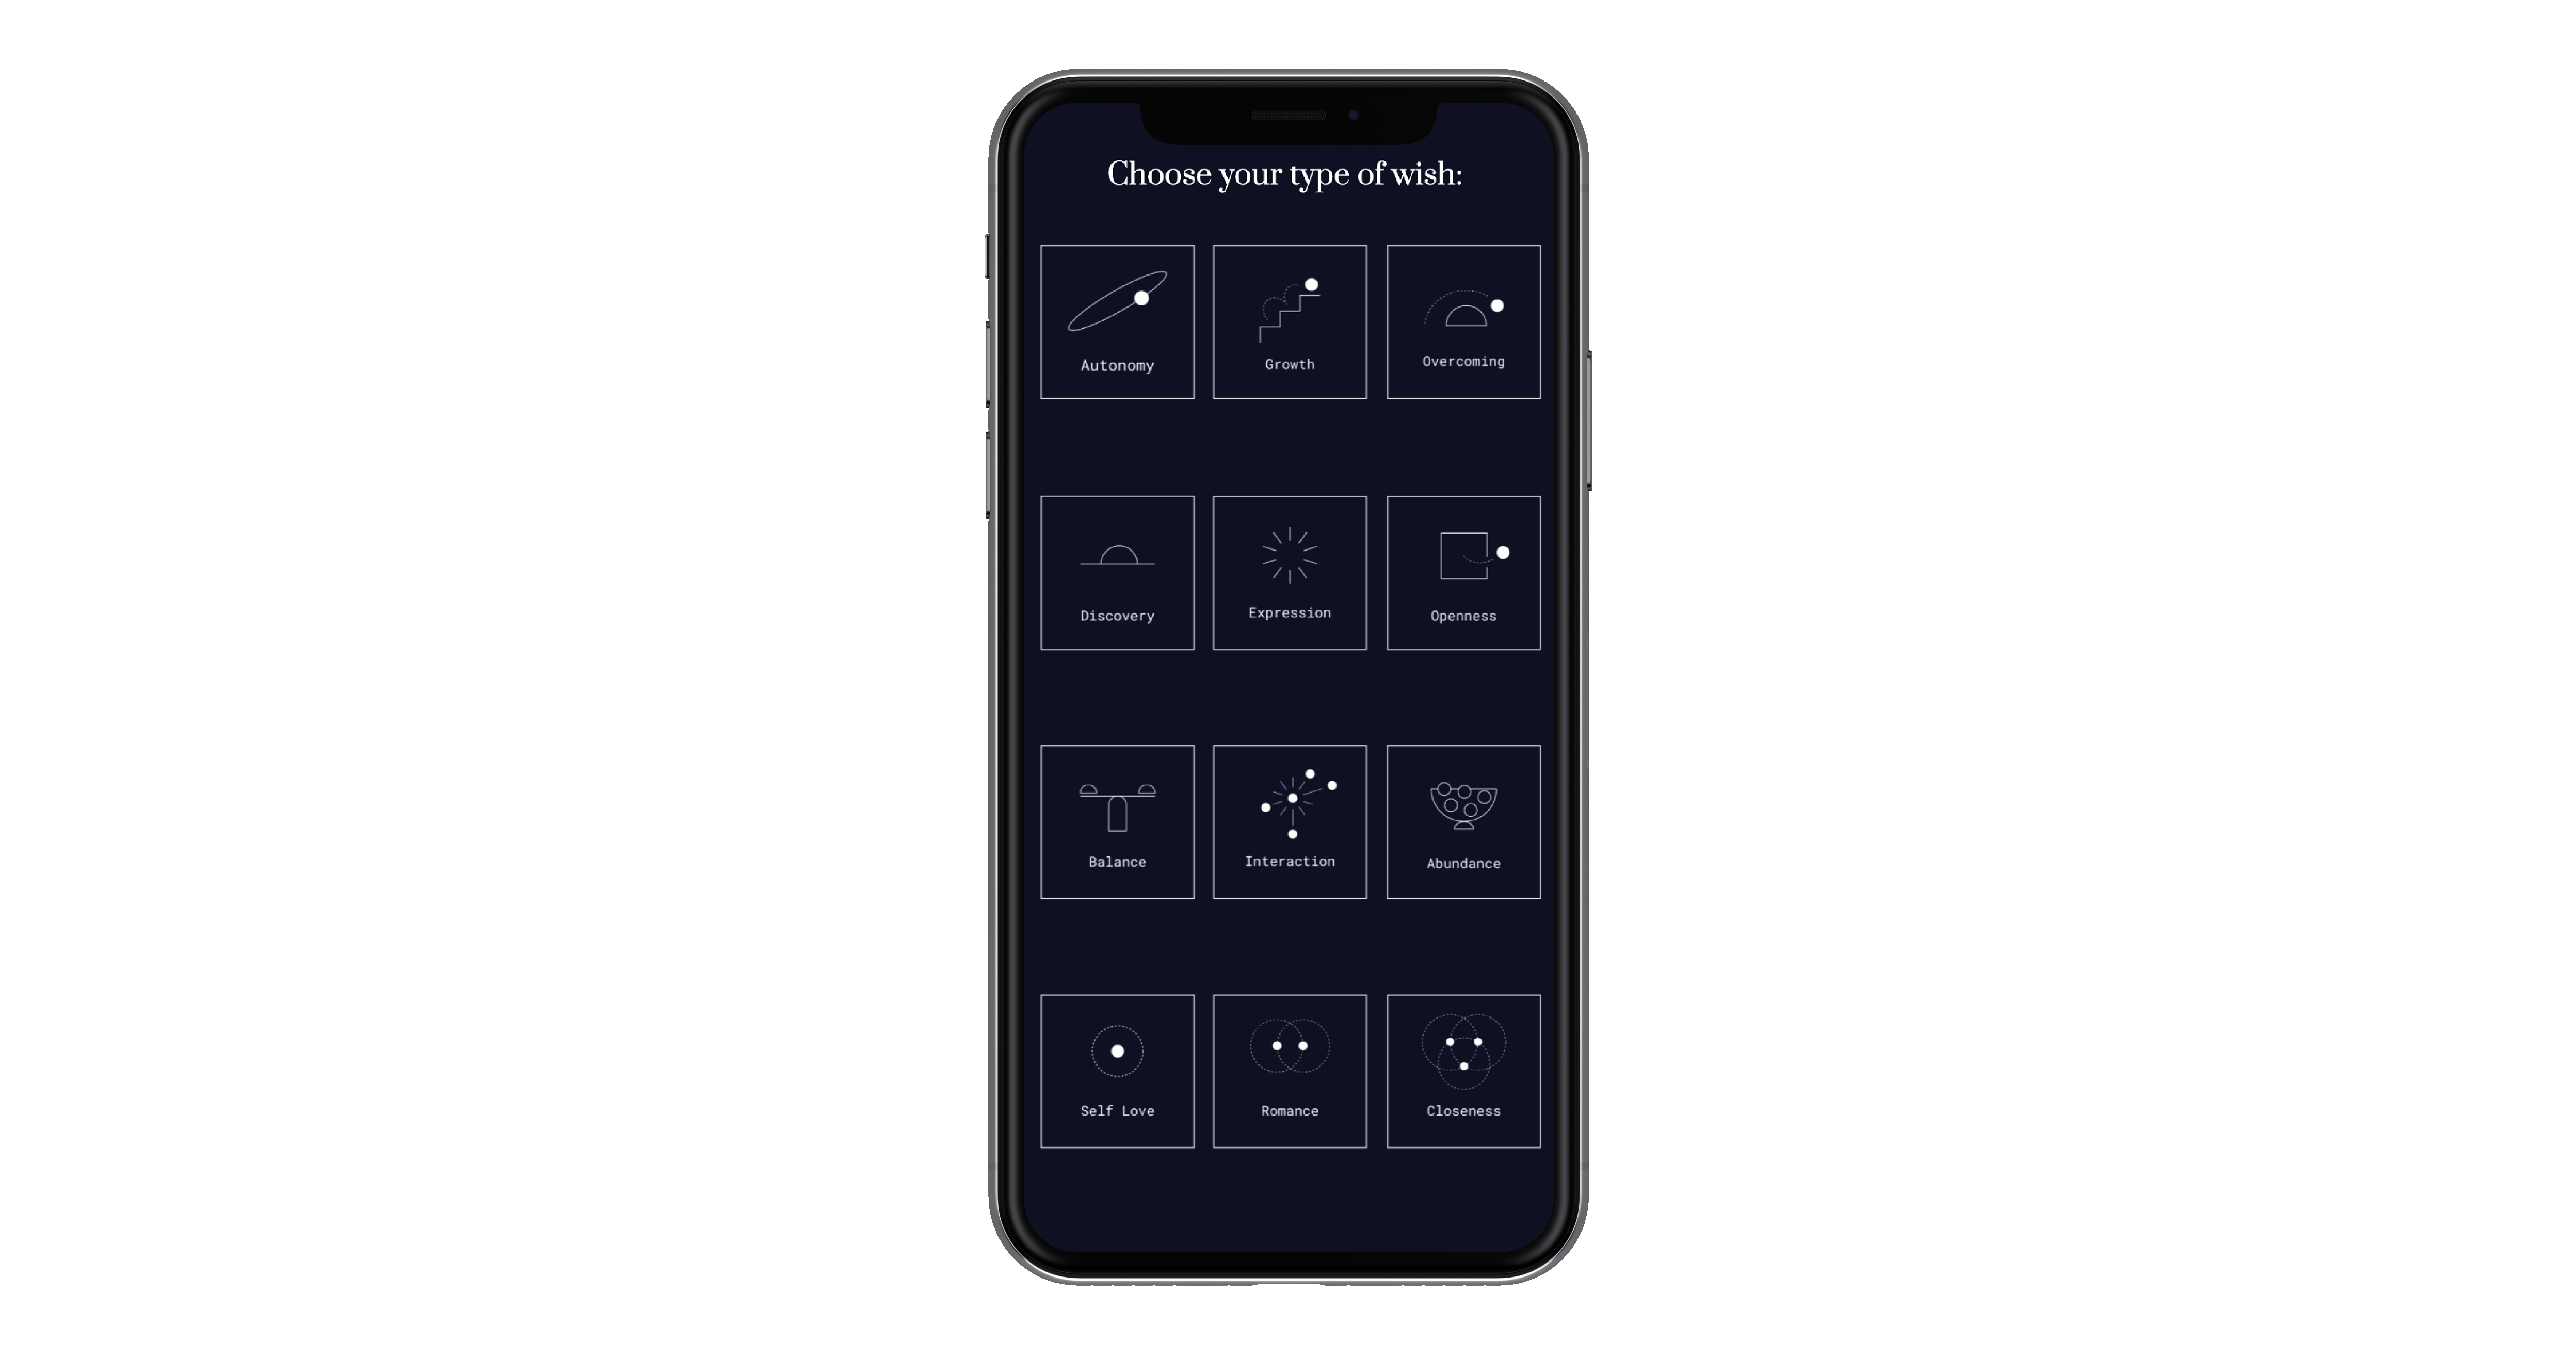 Choose your type of wish:
Autonomy
Growth
Overcoming
Discovery
Expression
Openness
Balance
Interaction
Abundance
Self Love
Romance
Closeness